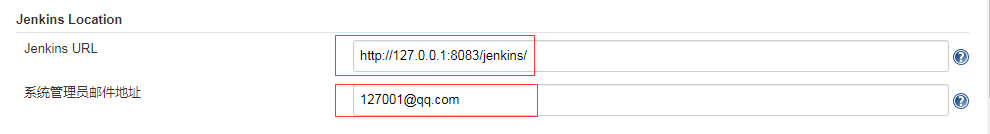 Jenkins Location
Jenkins URL
http://127.0.0.1:8083/jenkins/
?
系统管理员邮件地址
127001@qq.com
?